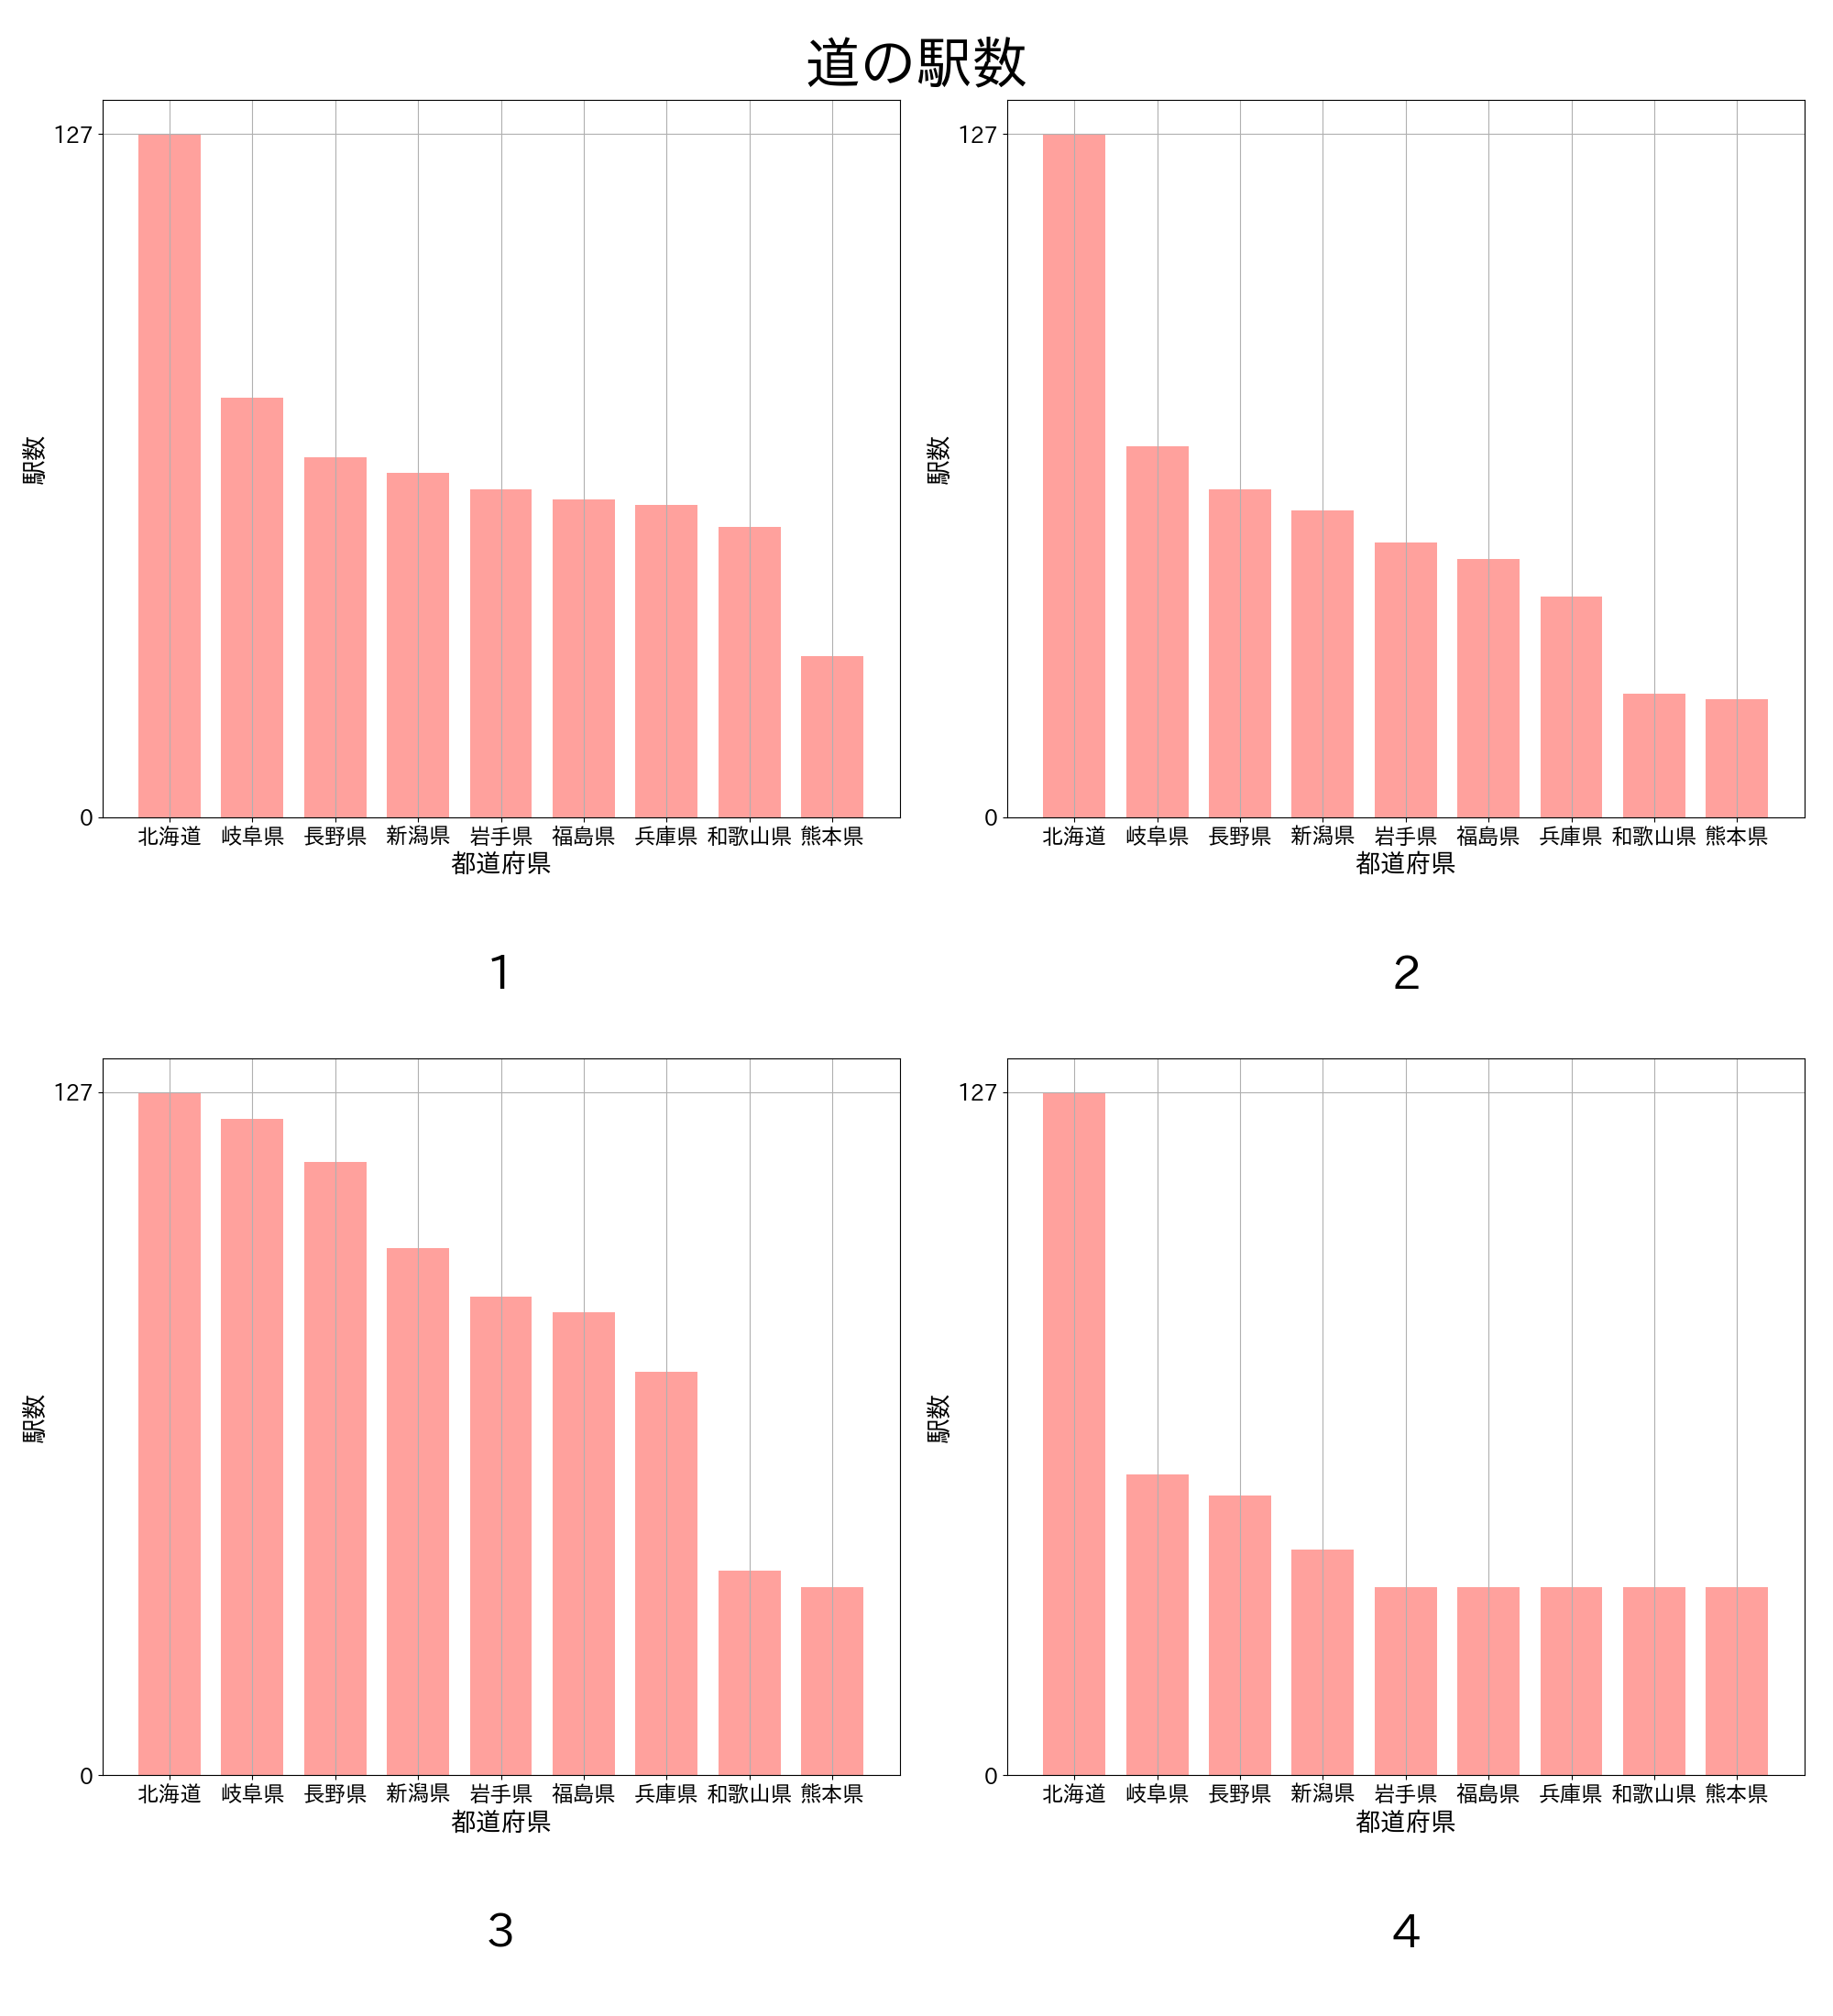 道の駅数
127
駅数
0
北海道 岐阜県 長野県 新潟県 岩手県 福島県 兵庫県 和歌山県 熊本県
都道府県
1
127
駅数
0
北海道 岐阜県 長野県 新潟県 岩手県 福島県 兵庫県 和歌山県 熊本県
都道府県
2
127
駅数
0
北海道 岐阜県 長野県 新潟県 岩手県 福島県 兵庫県 和歌山県 熊本県
都道府県
3
127
駅数
0
北海道 岐阜県 長野県 新潟県 岩手県 福島県 兵庫県 和歌山県 熊本県
都道府県
4